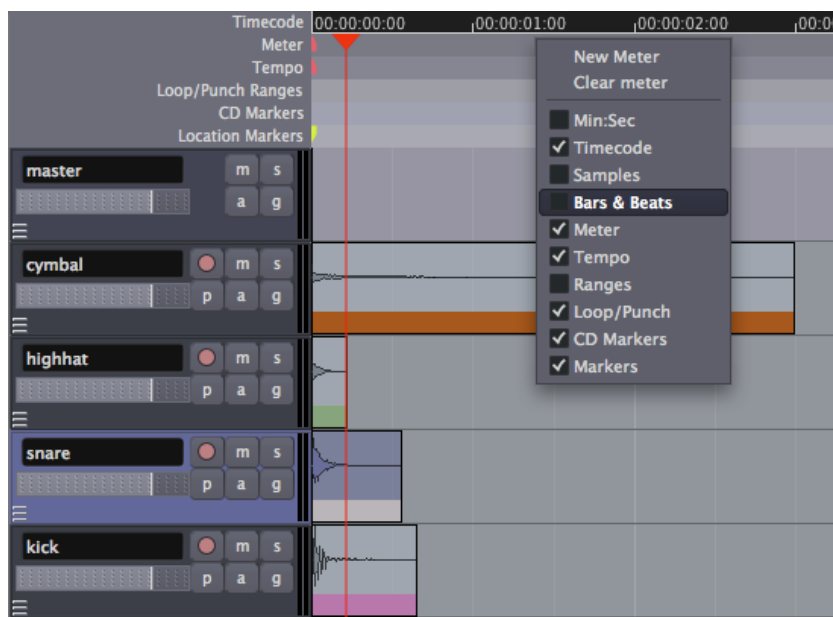 Timecode 00:00:00:00 00:00:01:00 00:00:02:00 00:0
Meter
Tempo
Loop/Punch Ranges
CD Markers
Location Markers
New Meter
Clear meter
Min:Sec
Timecode
Samples
Bars & Beats
Meter
Tempo
Ranges
Loop/Punch
CD Markers
Markers
master m s
a g
cymbal m s
p a g
highhat m s
p a g
snare m s
p a g
kick m s
p a g